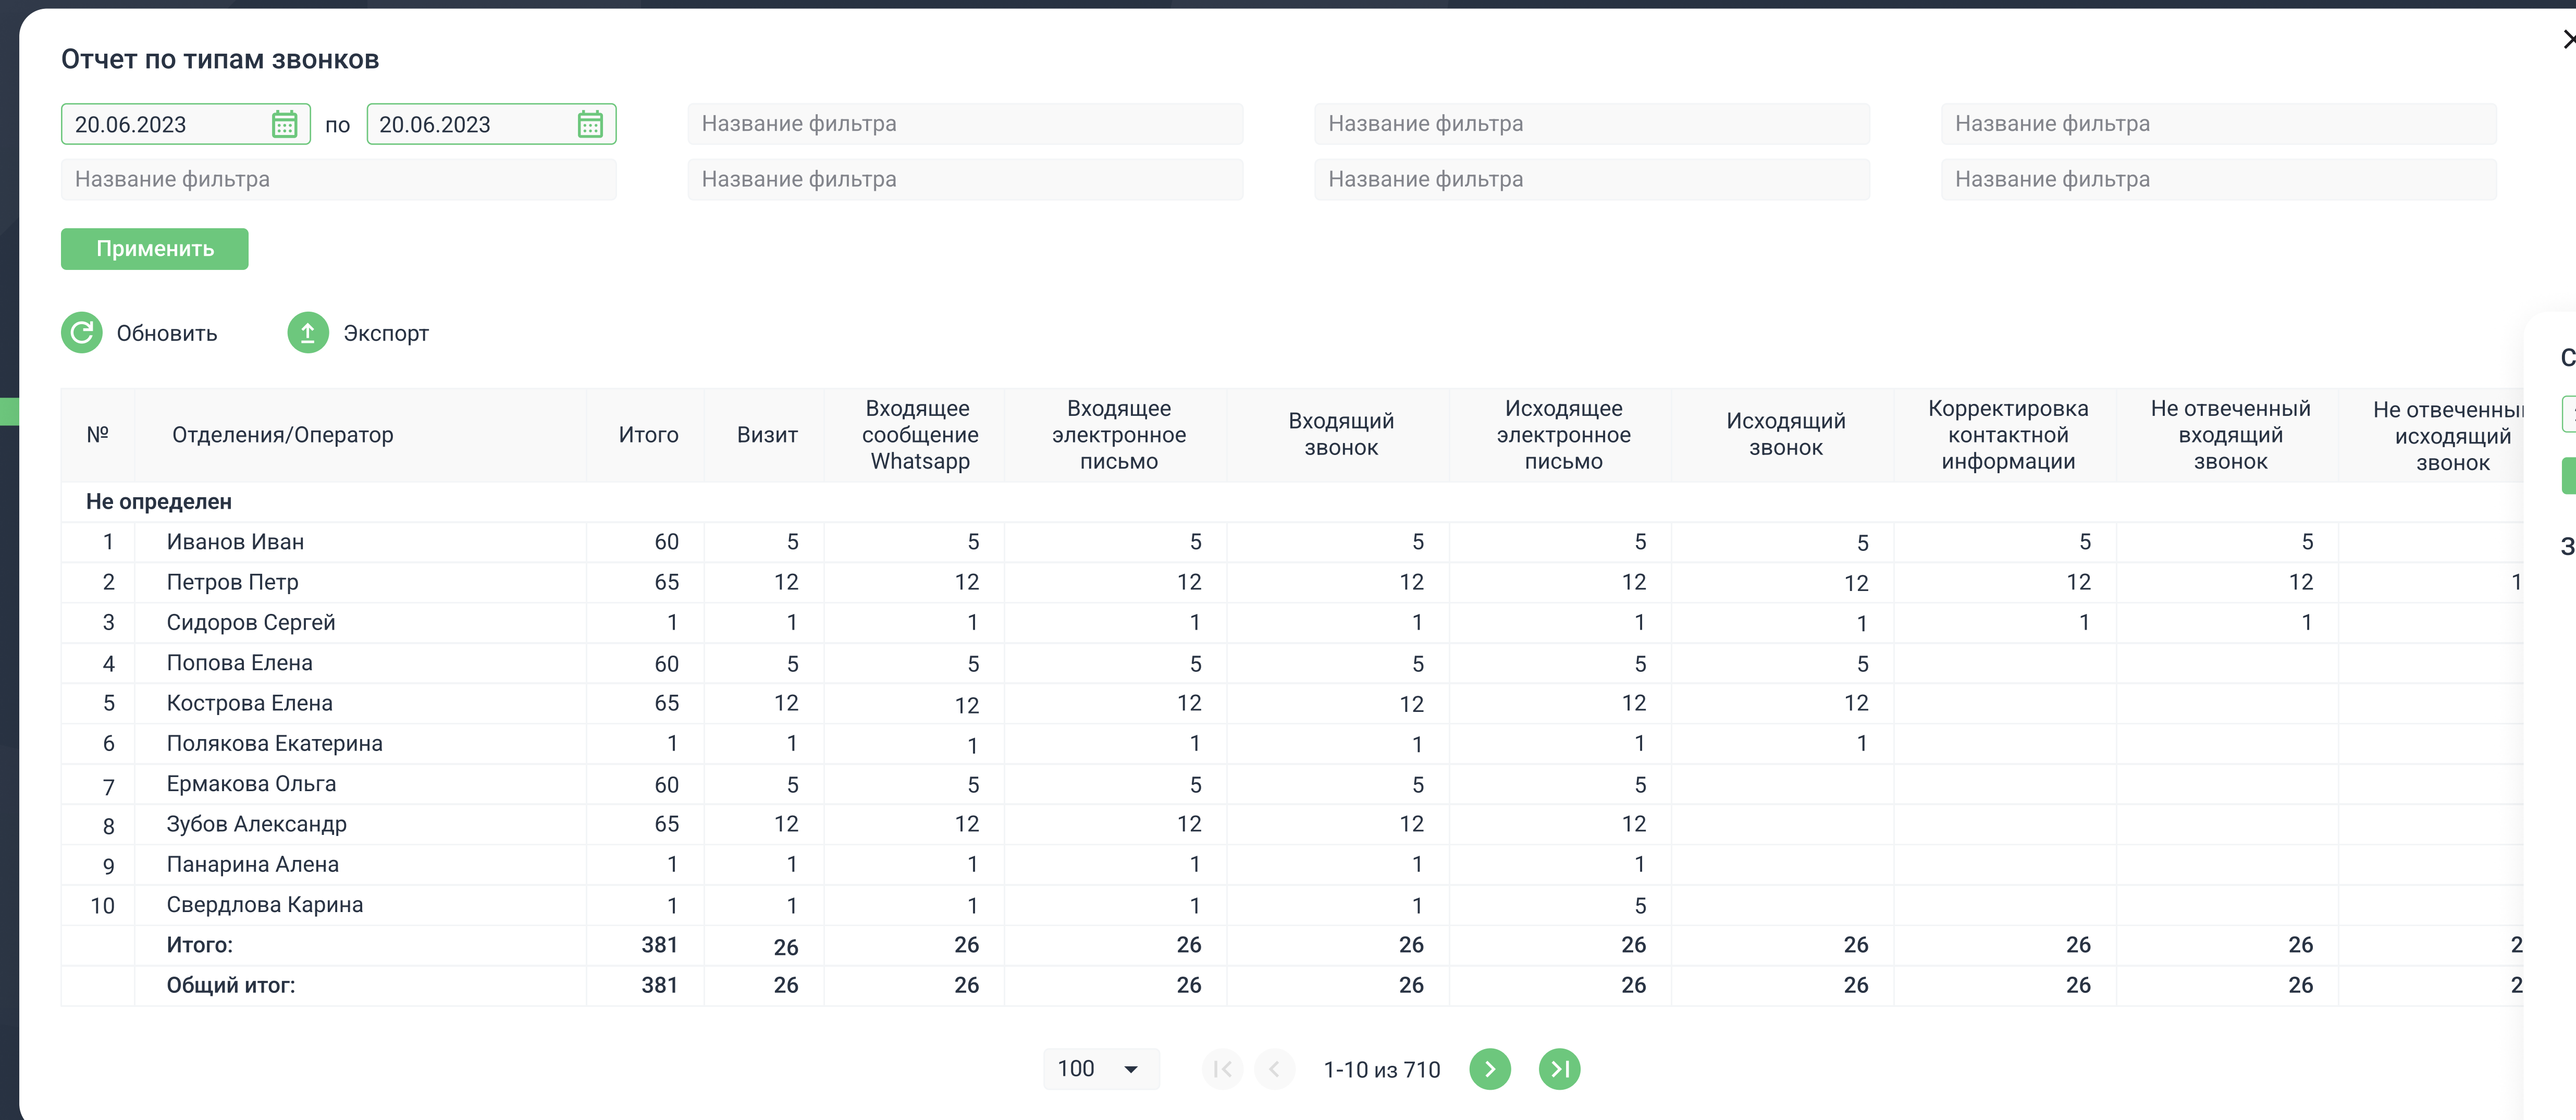 Отчет по типам звонков
20.06.2023 по 20.06.2023 Название фильтра Название фильтра Название фильтра
Название фильтра Название фильтра Название фильтра Название фильтра
Применить
Обновить Экспорт
№ Отделения/Оператор Итого Визит Входящее сообщение Whatsapp Входящее электронное письмо Входящий звонок Исходящее электронное письмо Исходящий звонок Корректировка контактной информации Не отвеченный входящий звонок Не отвеченный исходящий звонок
Не определен
1 Иванов Иван 60 5 5 5 5 5 5 5 5
2 Петров Петр 65 12 12 12 12 12 12 12 12 1
3 Сидоров Сергей 1 1 1 1 1 1 1 1 1
4 Попова Елена 60 5 5 5 5 5 5
5 Кострова Елена 65 12 12 12 12 12 12
6 Полякова Екатерина 1 1 1 1 1 1 1
7 Ермакова Ольга 60 5 5 5 5 5
8 Зубов Александр 65 12 12 12 12 12
9 Панарина Алена 1 1 1 1 1 1
10 Свердлова Карина 1 1 1 1 1 5
Итого: 381 26 26 26 26 26 26 26 26 2
Общий итог: 381 26 26 26 26 26 26 26 26 2
100 1-10 из 710